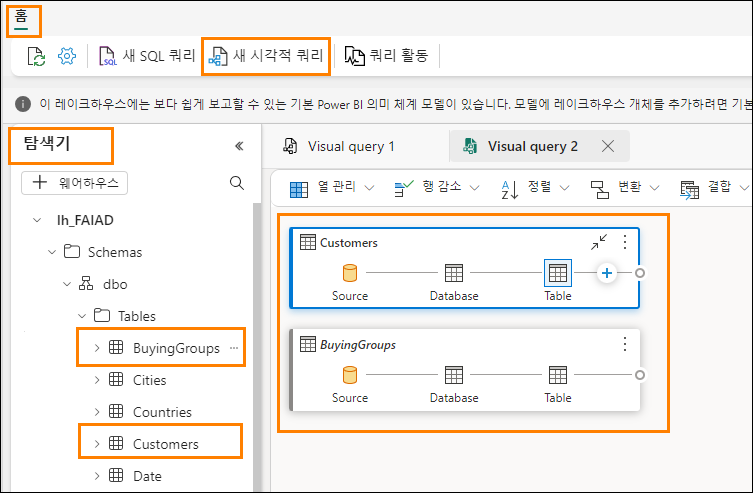 홈
새 SQL 쿼리
새 시각적 쿼리
쿼리 활동
이 레이크하우스에는 보다 쉽게 보고할 수 있는 기본 Power BI 의미 체계 모델이 있습니다. 모델에 레이크하우스 개체를 추가하려면 기본
탐색기
웨어하우스
lh_FAIAD
Schemas
dbo
Tables
BuyingGroups
Cities
Countries
Customers
Date
Visual query 1
Visual query 2
열 관리
행 감소
정렬
변환
결합
Customers
Source
Database
Table
BuyingGroups
Source
Database
Table